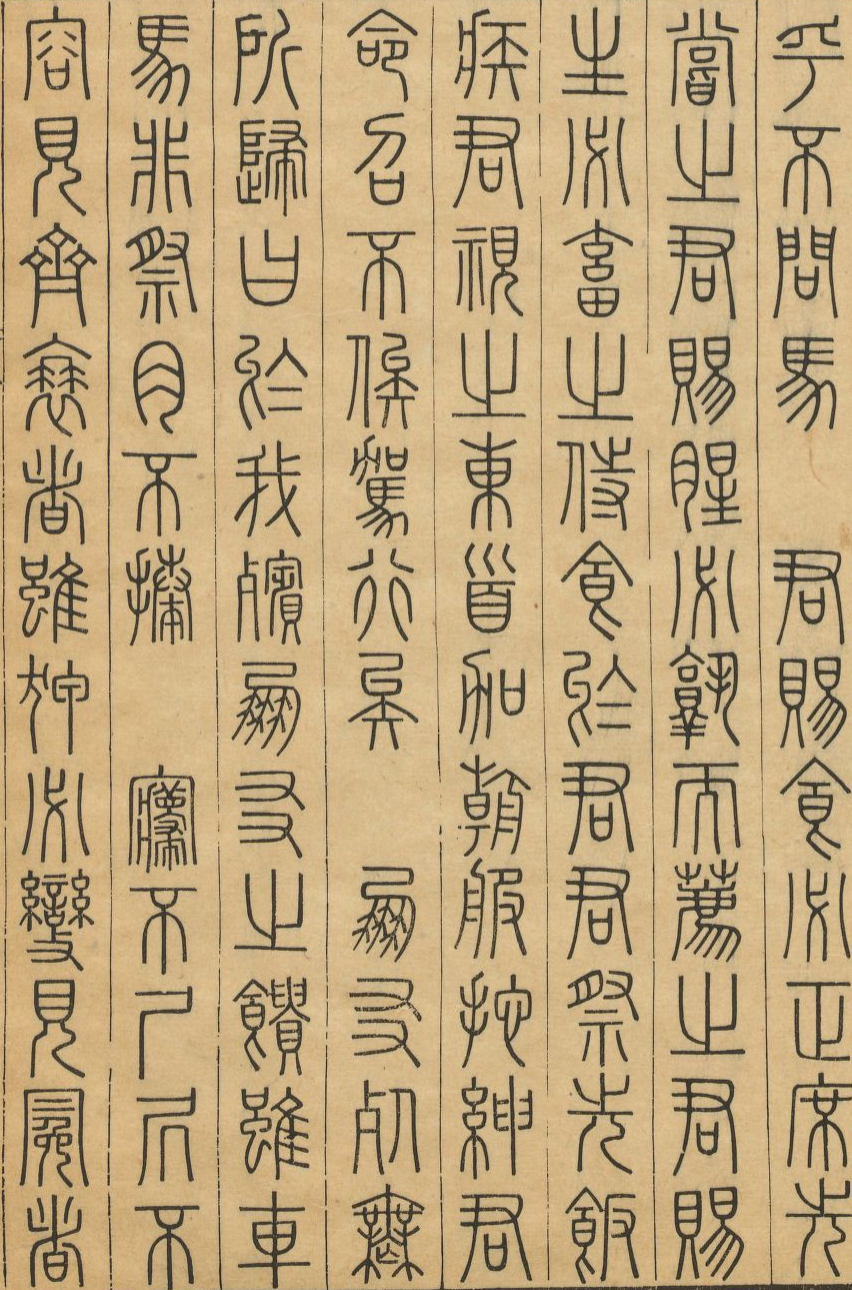 乎不問馬　君賜食必正席先
嘗之君賜腥必孰而薦之君賜
生必畜之侍食於君君祭先飯
疾君視之東首加朝服拖紳君
命召不俟駕行矣　朋友死無
所歸曰於我殯朋友之饋雖車
馬非祭肉不拜　寢不尸居不
容見齊衰者雖狎必變見冕者